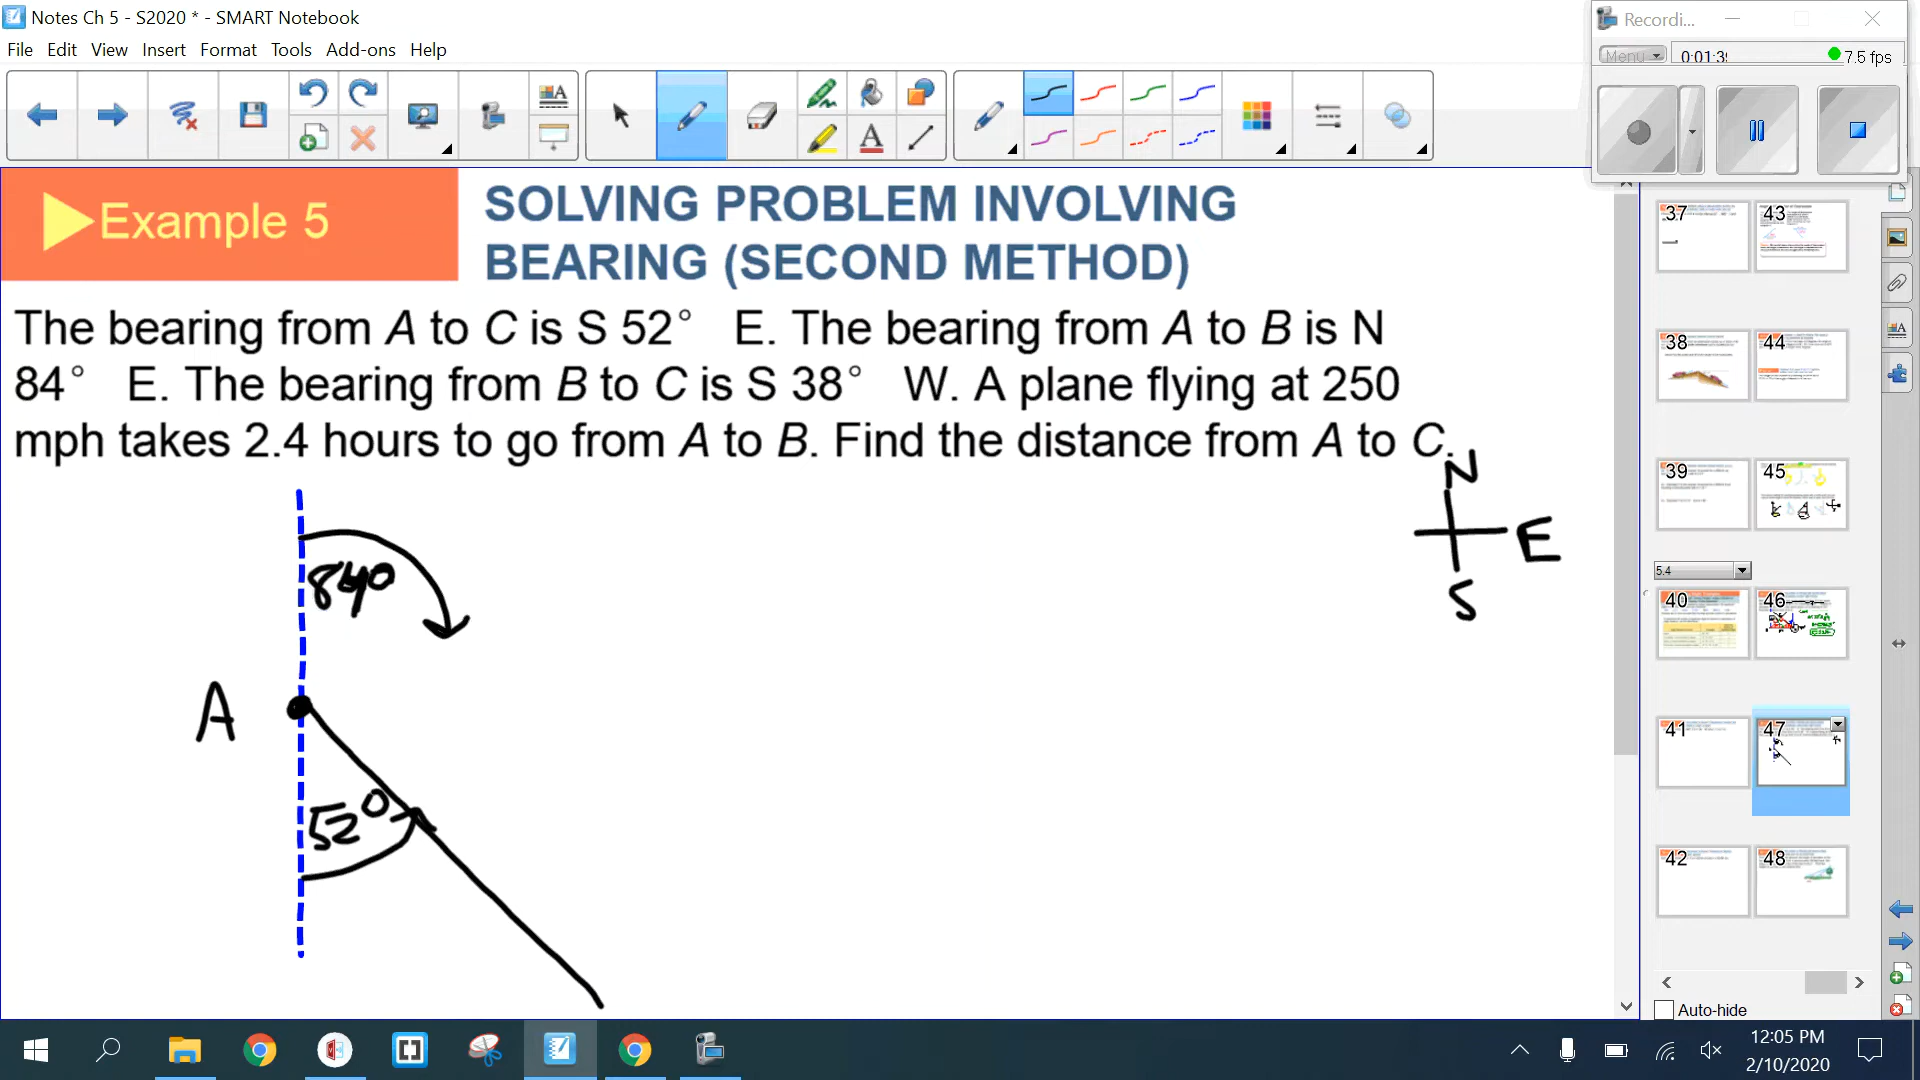 Notes Ch 5 - S2020 * - SMART Notebook
File Edit View Insert Format Tools Add-ons Help
Recordi...
Menu 0:01:3 7.5 fps
Example 5
SOLVING PROBLEM INVOLVING
BEARING (SECOND METHOD)
The bearing from A to C is S 52° E. The bearing from A to B is N
84° E. The bearing from B to C is S 38° W. A plane flying at 250
mph takes 2.4 hours to go from A to B. Find the distance from A to C.
N
E
S
84°
A
52°
37 43
38 44
39 45
5.4
40 46
41 47
42 48
Auto-hide
12:05 PM
2/10/2020